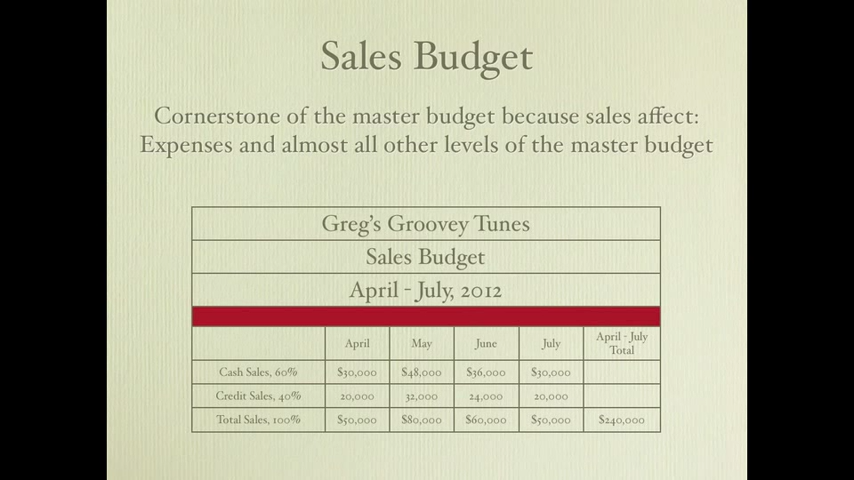 Sales Budget
Cornerstone of the master budget because sales affect:
Expenses and almost all other levels of the master budget
Greg's Groovey Tunes
Sales Budget
April - July, 2012
April May June July April - July Total
Cash Sales, 60% $30,000 $48,000 $36,000 $30,000
Credit Sales, 40% 20,000 32,000 24,000 20,000
Total Sales, 100% $50,000 $80,000 $60,000 $50,000 $240,000